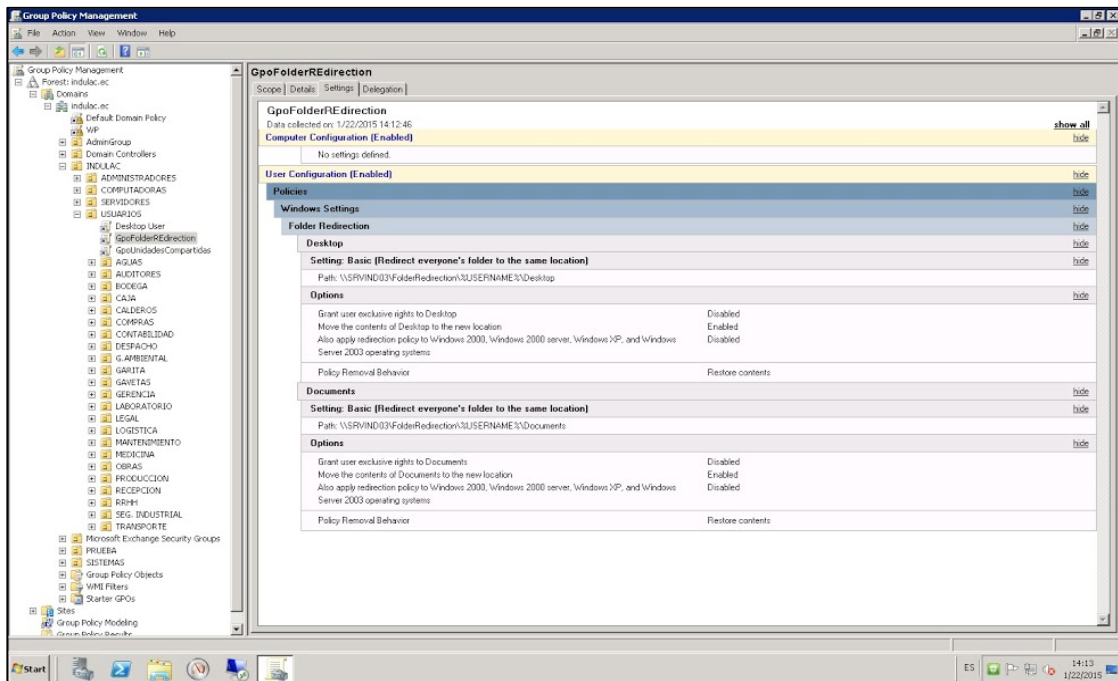 Group Policy Management
File Action View Window Help
Group Policy Management
Forest: indulac.ec
Domains
indulac.ec
Default Domain Policy
WP
AdminGroup
Domain Controllers
INDULAC
ADMINISTRADORES
COMPUTADORAS
SERVIDORES
USUARIOS
Desktop User
GpoFolderREdirection
GpoUnidadesCompartidas
AGUAS
AUDITORES
BODEGA
CAJA
CALDEROS
COMPRAS
CONTABILIDAD
DESPACHO
G.AMBIENTAL
GARITA
GAVETAS
GERENCIA
LABORATORIO
LEGAL
LOGISTICA
MANTENIMIENTO
MEDICINA
OBRAS
PRODUCCION
RECEPCION
RRHH
SEG. INDUSTRIAL
TRANSPORTE
Microsoft Exchange Security Groups
PRUEBA
SISTEMAS
Group Policy Objects
WMI Filters
Starter GPOs
Sites
Group Policy Modeling
Group Policy Results
GpoFolderREdirection
Scope Details Settings Delegation
GpoFolderREdirection
Data collected on: 1/22/2015 14:12:46 show all
Computer Configuration (Enabled) hide
No settings defined.
User Configuration (Enabled) hide
Policies hide
Windows Settings hide
Folder Redirection hide
Desktop hide
Setting: Basic (Redirect everyone's folder to the same location) hide
Path: \\SRVIND03\FolderRedirection\%USERNAME%\Desktop
Options hide
Grant user exclusive rights to Desktop Disabled
Move the contents of Desktop to the new location Enabled
Also apply redirection policy to Windows 2000, Windows 2000 server, Windows XP, and Windows Disabled
Server 2003 operating systems
Policy Removal Behavior Restore contents
Documents hide
Setting: Basic (Redirect everyone's folder to the same location) hide
Path: \\SRVIND03\FolderRedirection\%USERNAME%\Documents
Options hide
Grant user exclusive rights to Documents Disabled
Move the contents of Documents to the new location Enabled
Also apply redirection policy to Windows 2000, Windows 2000 server, Windows XP, and Windows Disabled
Server 2003 operating systems
Policy Removal Behavior Restore contents
Start
ES
14:13
1/22/2015